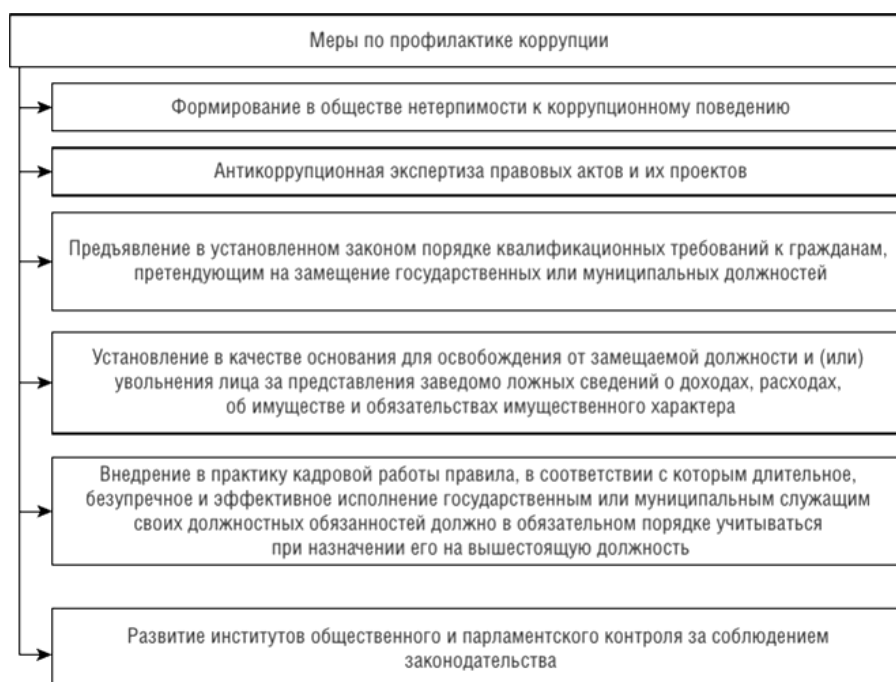 Меры по профилактике коррупции
Формирование в обществе нетерпимости к коррупционному поведению
Антикоррупционная экспертиза правовых актов и их проектов
Предъявление в установленном законом порядке квалификационных требований к гражданам,
претендующим на замещение государственных или муниципальных должностей
Установление в качестве основания для освобождения от замещаемой должности и (или)
увольнения лица за представления заведомо ложных сведений о доходах, расходах,
об имуществе и обязательствах имущественного характера
Внедрение в практику кадровой работы правила, в соответствии с которым длительное,
безупречное и эффективное исполнение государственным или муниципальным служащим
своих должностных обязанностей должно в обязательном порядке учитываться
при назначении его на вышестоящую должность
Развитие институтов общественного и парламентского контроля за соблюдением
законодательства